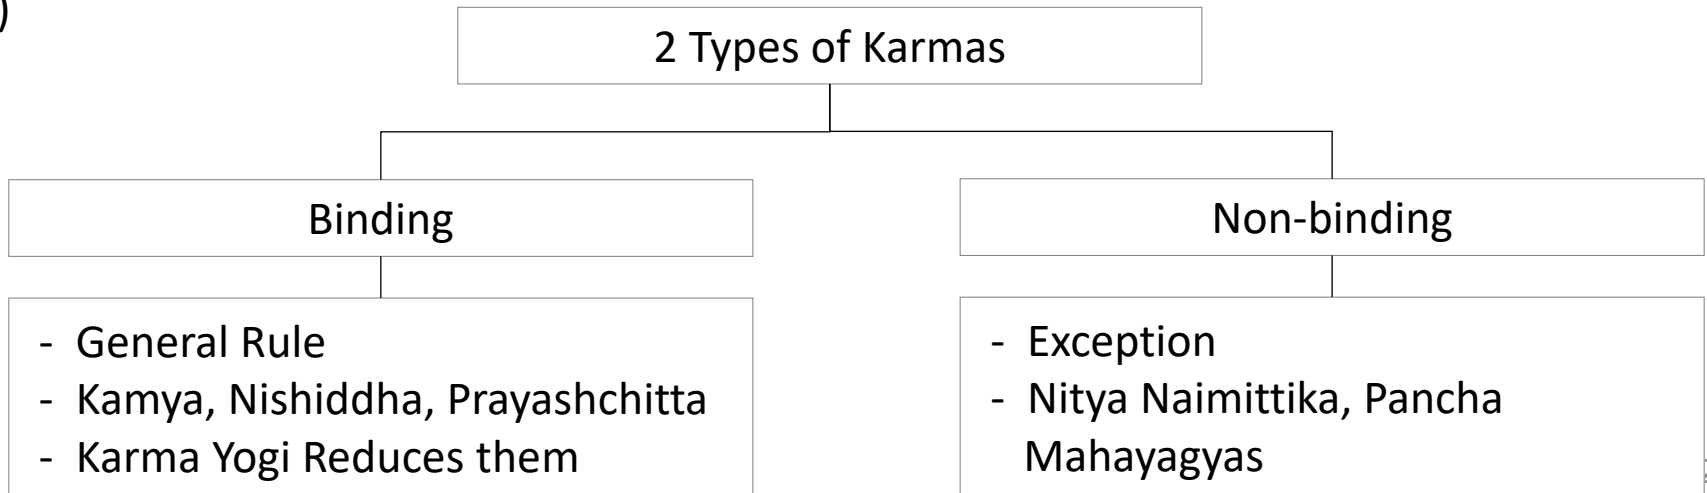 )
2 Types of Karmas
Binding
Non-binding
- General Rule
- Kamya, Nishiddha, Prayashchitta
- Karma Yogi Reduces them
- Exception
- Nitya Naimittika, Pancha
Mahayagyas